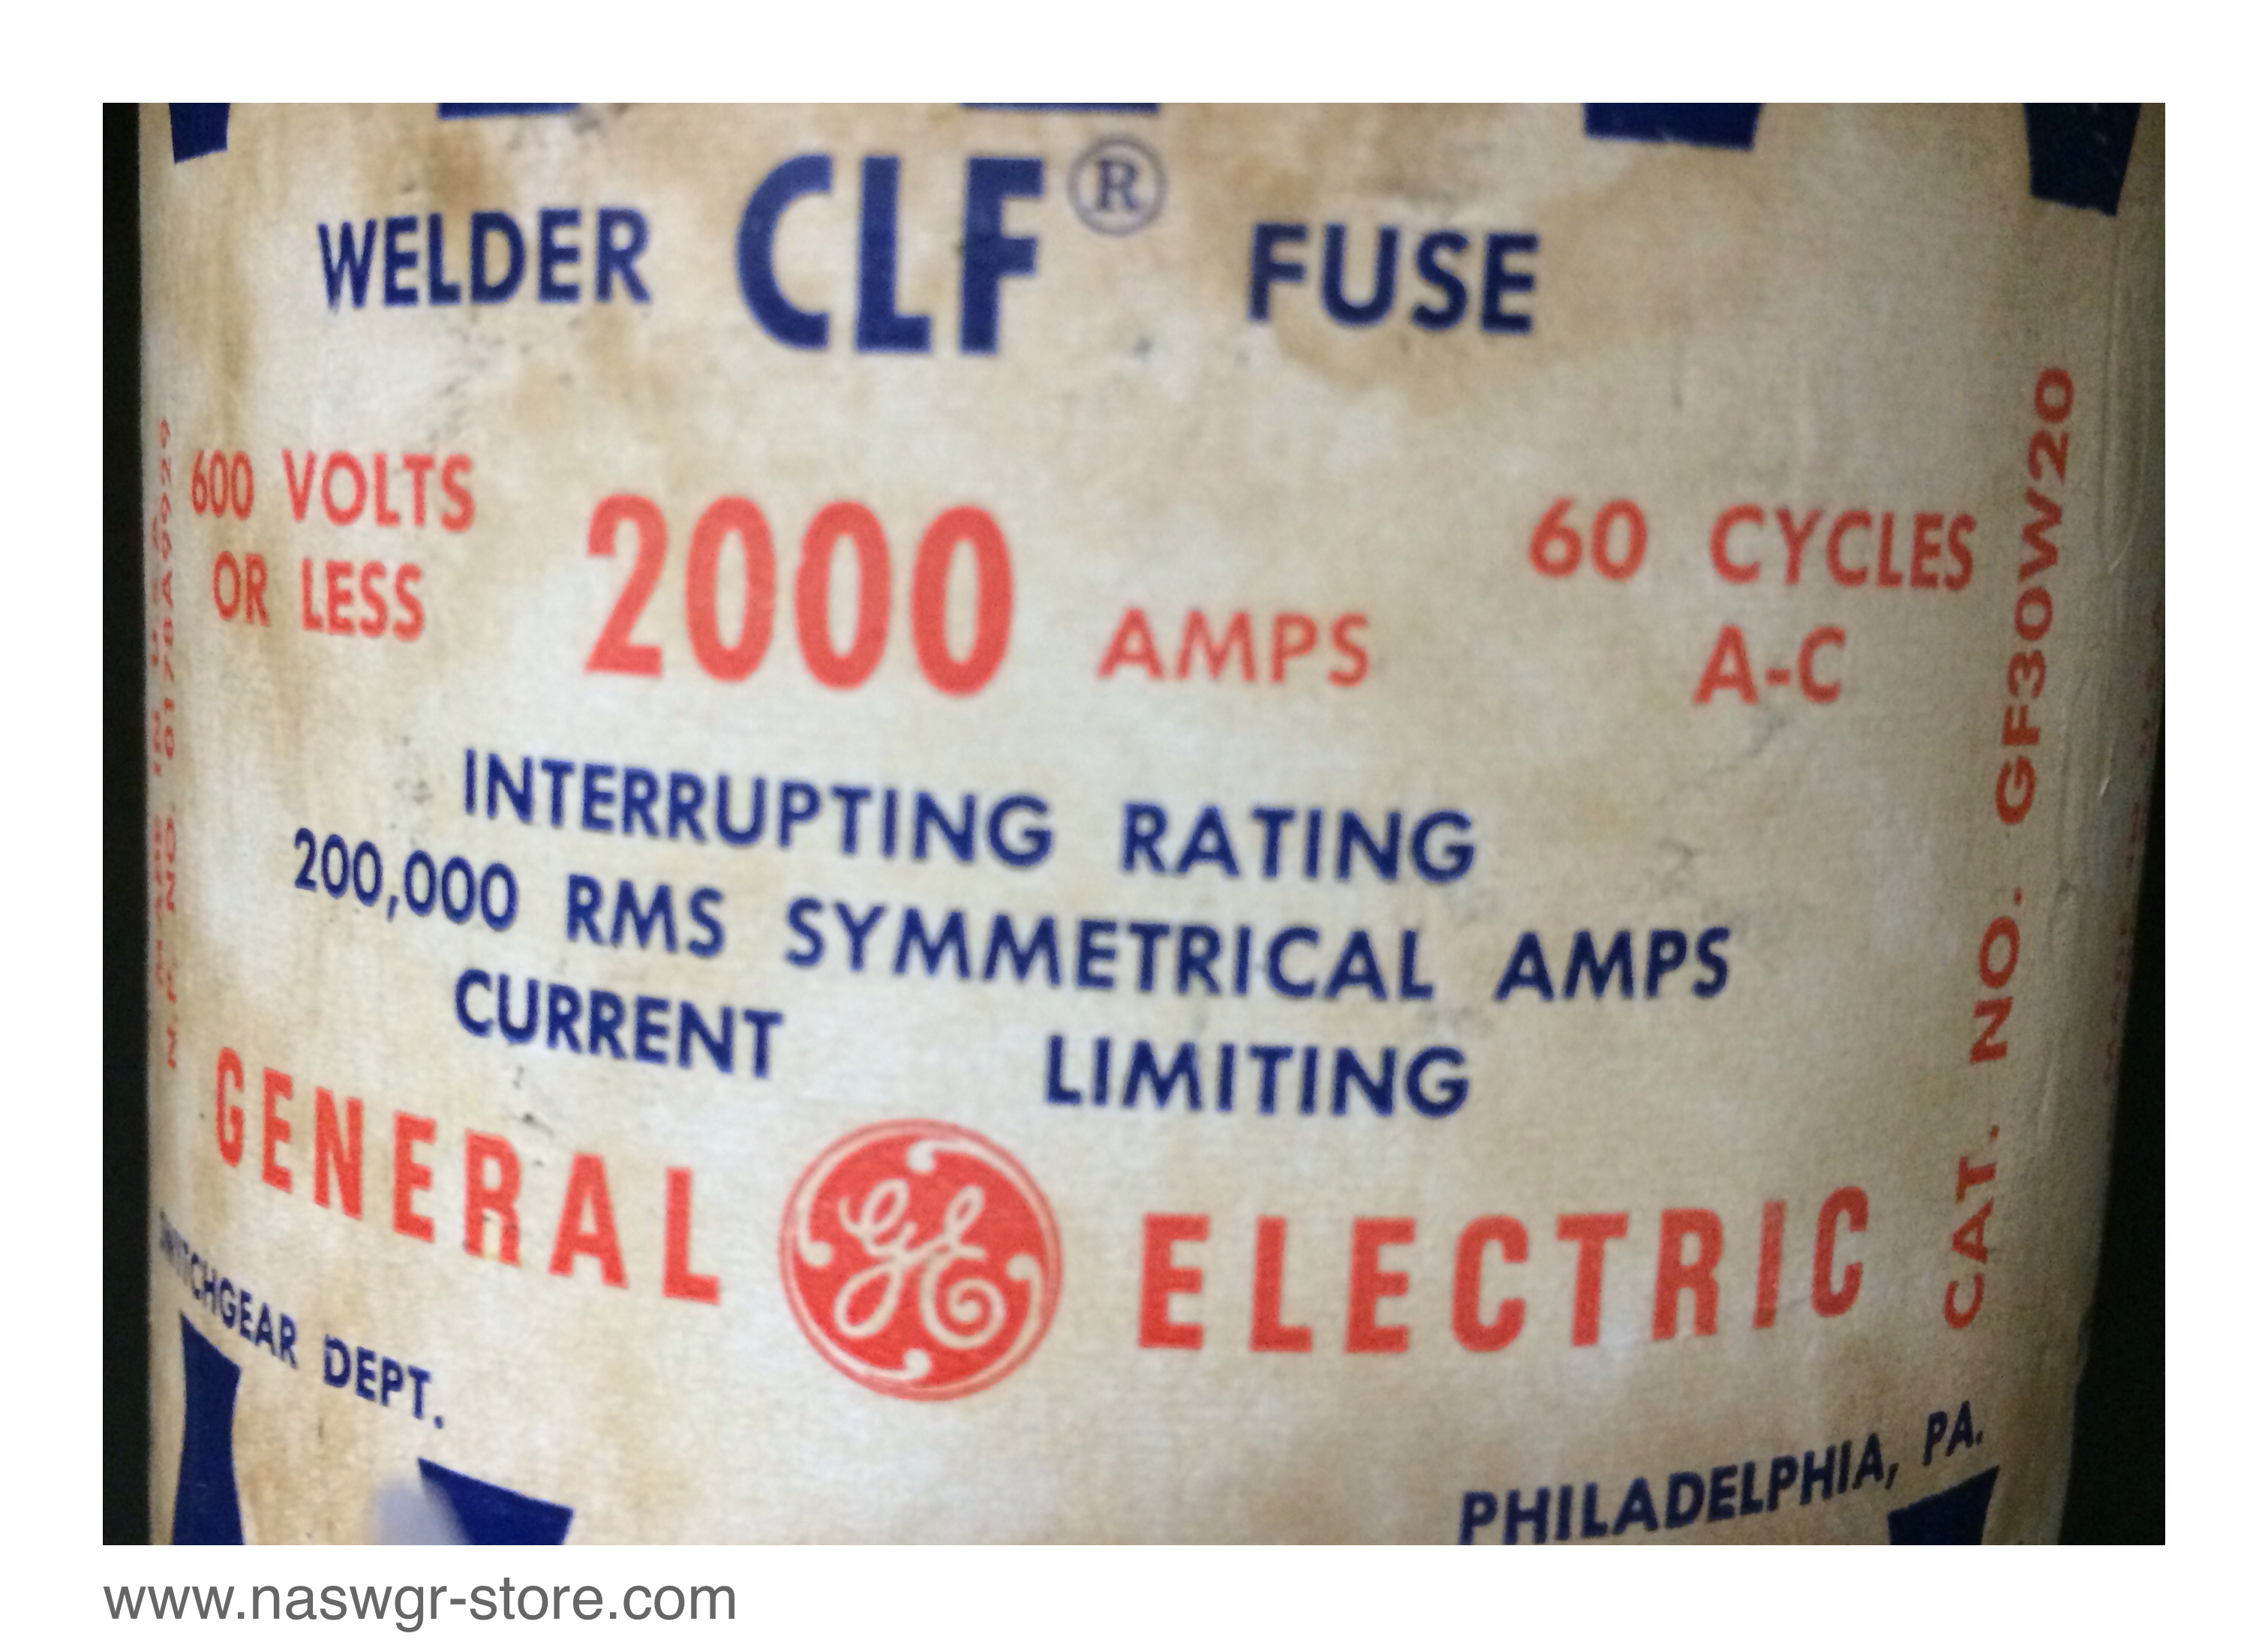 WELDER CLF® FUSE
600 VOLTS
OR LESS
2000 AMPS
60 CYCLES
A-C
INTERRUPTING RATING
200,000 RMS SYMMETRICAL AMPS
CURRENT LIMITING
GENERAL GE ELECTRIC
SWITCHGEAR DEPT.
PHILADELPHIA, PA.
CAT. NO. GF30W20
www.naswgr-store.com